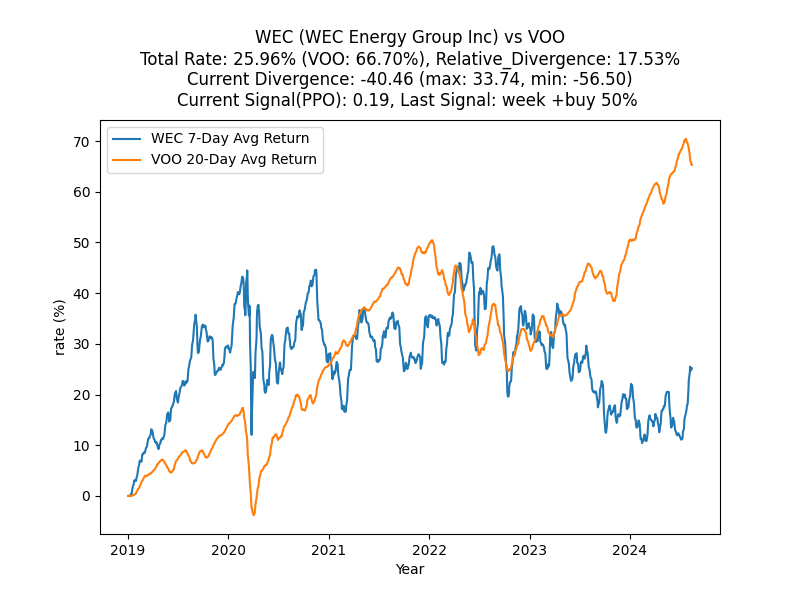 WEC (WEC Energy Group Inc) vs VOO
Total Rate: 25.96% (VOO: 66.70%), Relative_Divergence: 17.53%
Current Divergence: -40.46 (max: 33.74, min: -56.50)
Current Signal(PPO): 0.19, Last Signal: week +buy 50%
WEC 7-Day Avg Return
VOO 20-Day Avg Return
rate (%)
70
60
50
40
30
20
10
0
2019 2020 2021 2022 2023 2024
Year